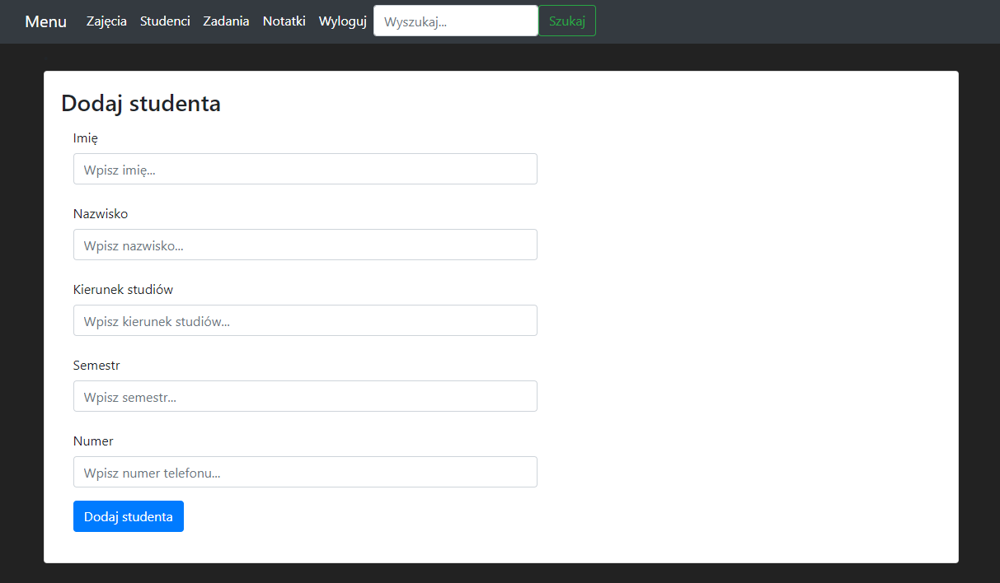 Menu Zajęcia Studenci Zadania Notatki Wyloguj Wyszukaj... Szukaj
Dodaj studenta
Imię
Wpisz imię...
Nazwisko
Wpisz nazwisko...
Kierunek studiów
Wpisz kierunek studiów...
Semestr
Wpisz semestr...
Numer
Wpisz numer telefonu...
Dodaj studenta